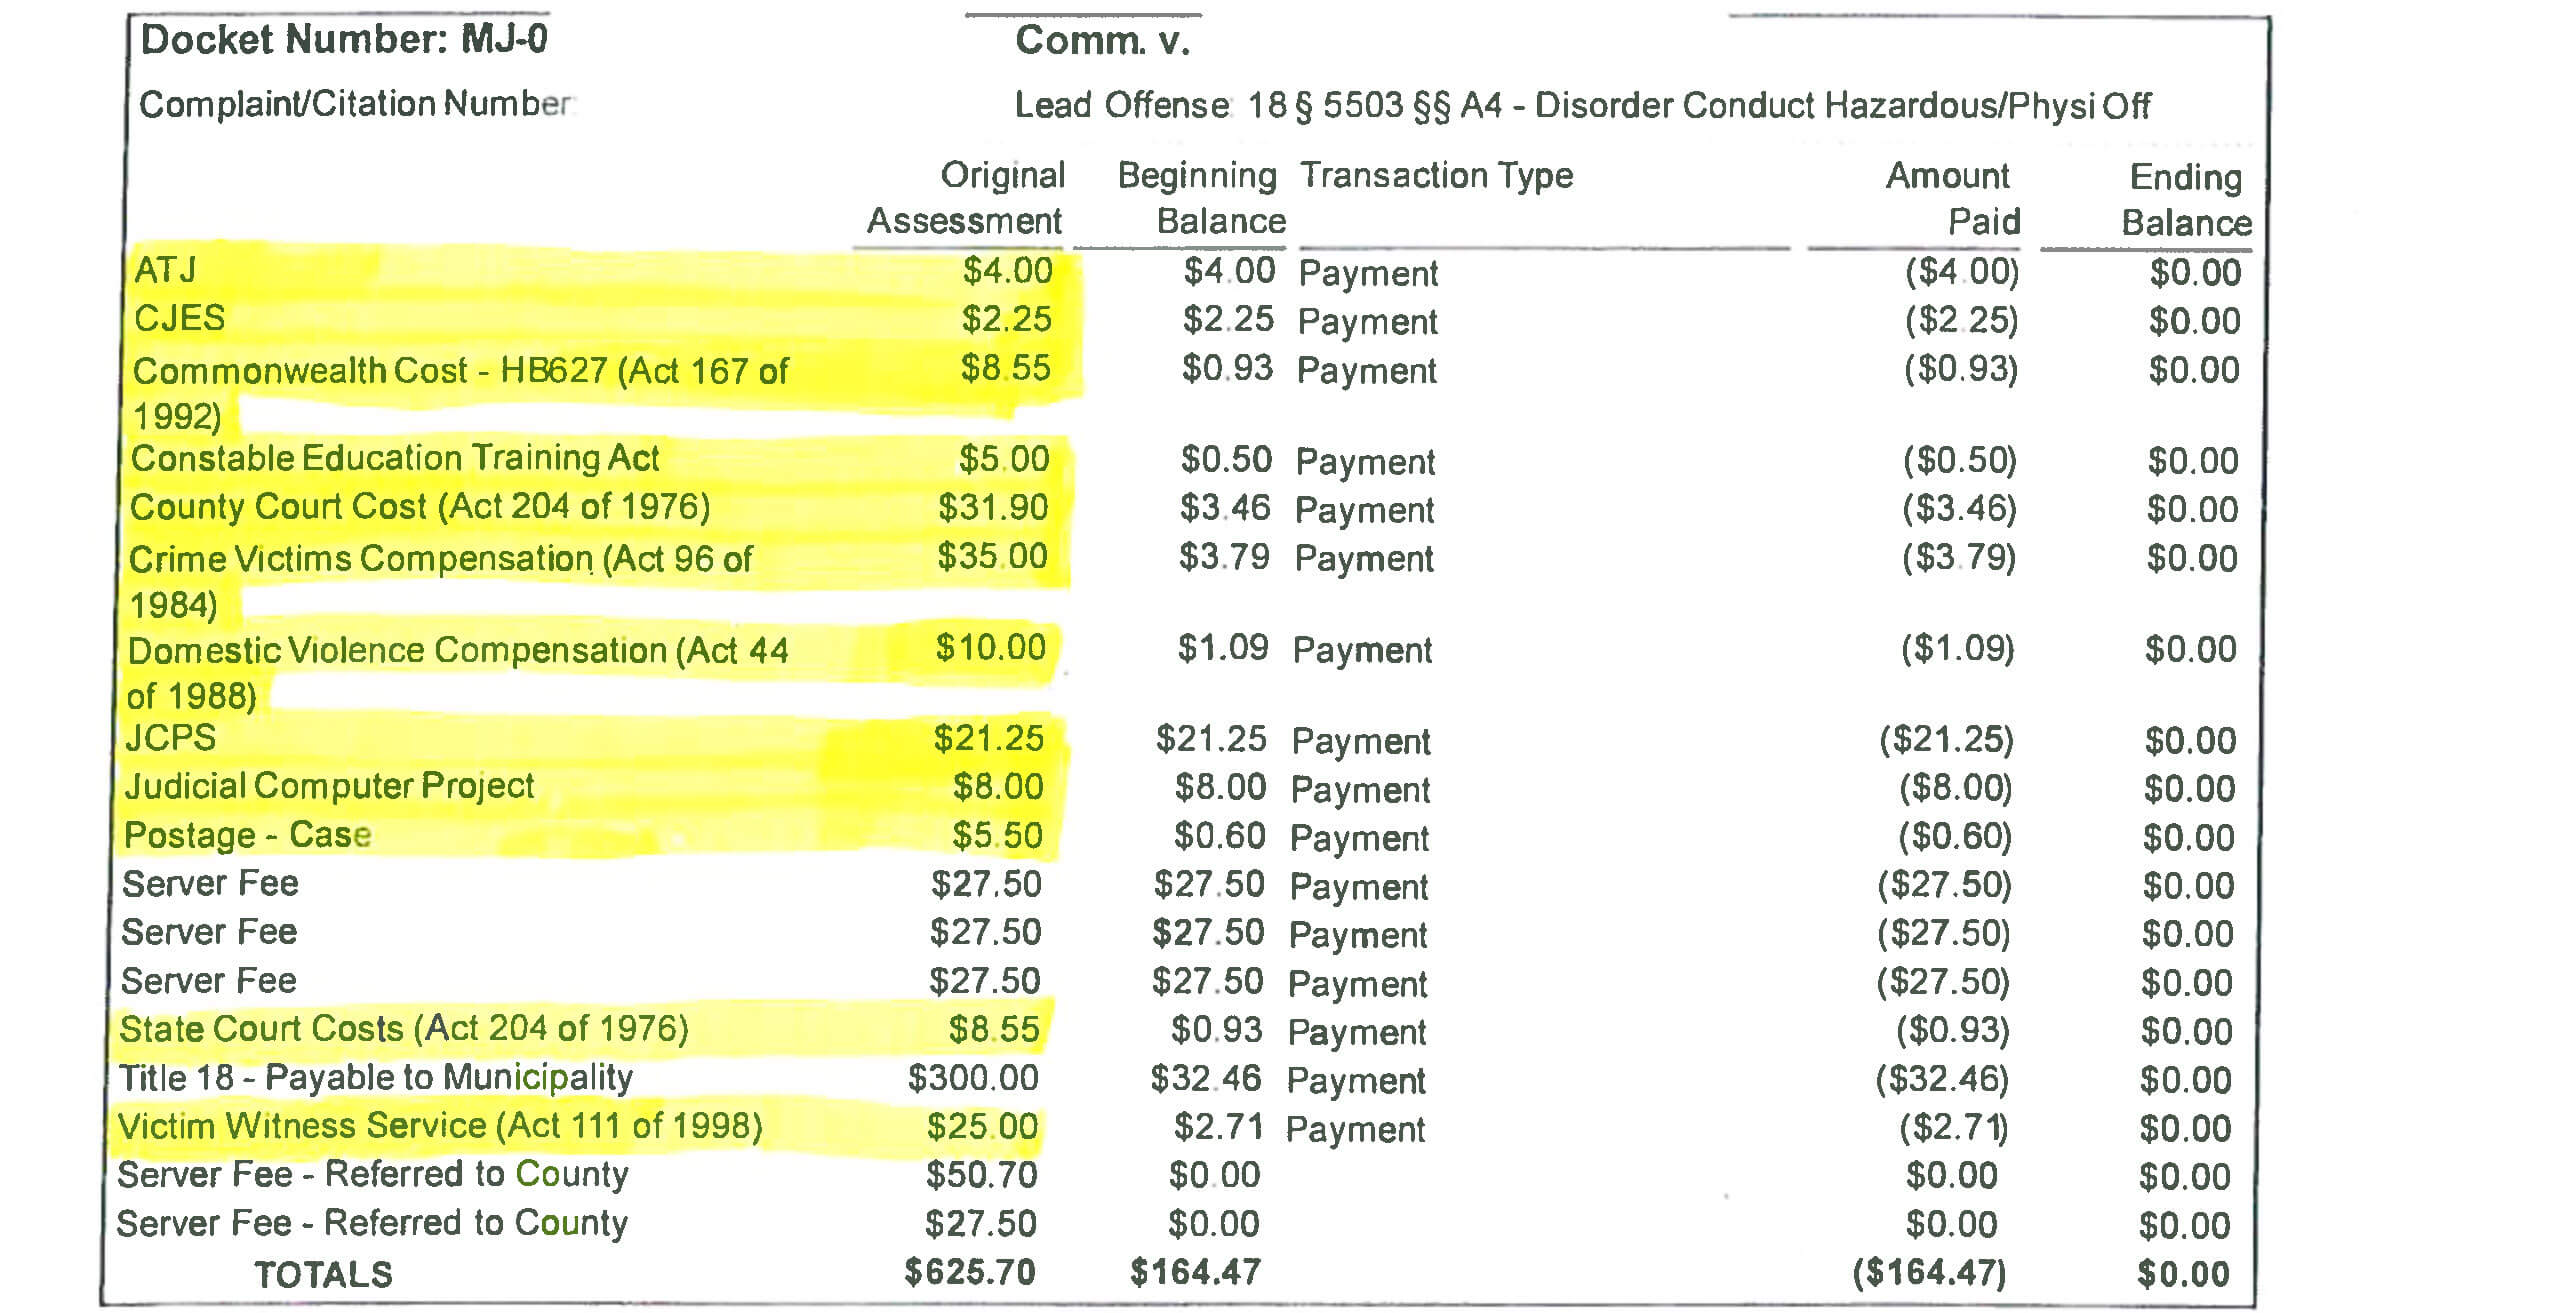 Docket Number: MJ-0 Comm. v.
Complaint/Citation Number Lead Offense 18 § 5503 §§ A4 - Disorder Conduct Hazardous/Physi Off
Original Beginning Transaction Type Amount Ending
Assessment Balance Paid Balance
ATJ $4.00 $4.00 Payment ($4.00) $0.00
CJES $2.25 $2.25 Payment ($2.25) $0.00
Commonwealth Cost - HB627 (Act 167 of $8.55 $0.93 Payment ($0.93) $0.00
1992)
Constable Education Training Act $5.00 $0.50 Payment ($0.50) $0.00
County Court Cost (Act 204 of 1976) $31.90 $3.46 Payment ($3.46) $0.00
Crime Victims Compensation (Act 96 of $35.00 $3.79 Payment ($3.79) $0.00
1984)
Domestic Violence Compensation (Act 44 $10.00 $1.09 Payment ($1.09) $0.00
of 1988)
JCPS $21.25 $21.25 Payment ($21.25) $0.00
Judicial Computer Project $8.00 $8.00 Payment ($8.00) $0.00
Postage - Case $5.50 $0.60 Payment ($0.60) $0.00
Server Fee $27.50 $27.50 Payment ($27.50) $0.00
Server Fee $27.50 $27.50 Payment ($27.50) $0.00
Server Fee $27.50 $27.50 Payment ($27.50) $0.00
State Court Costs (Act 204 of 1976) $8.55 $0.93 Payment ($0.93) $0.00
Title 18 - Payable to Municipality $300.00 $32.46 Payment ($32.46) $0.00
Victim Witness Service (Act 111 of 1998) $25.00 $2.71 Payment ($2.71) $0.00
Server Fee - Referred to County $50.70 $0.00 $0.00 $0.00
Server Fee - Referred to County $27.50 $0.00 $0.00 $0.00
TOTALS $625.70 $164.47 ($164.47) $0.00